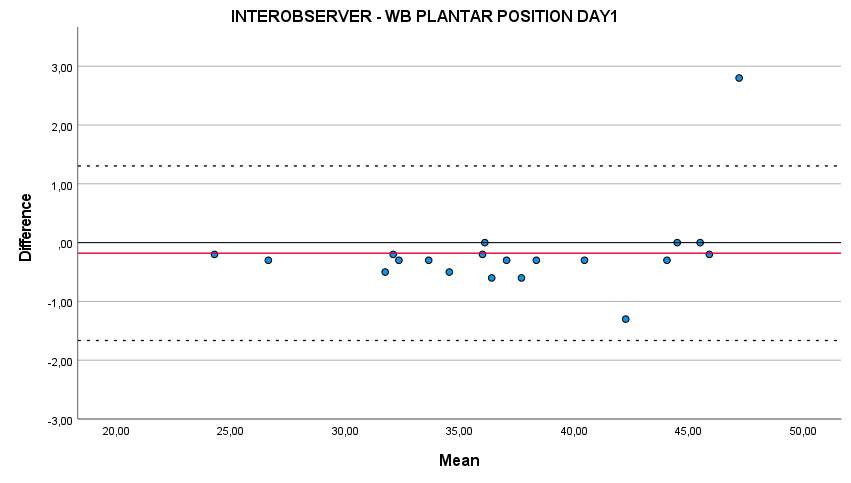 INTEROBSERVER - WB PLANTAR POSITION DAY1
3,00
2,00
1,00
,00
-1,00
-2,00
-3,00
Difference
20,00 25,00 30,00 35,00 40,00 45,00 50,00
Mean